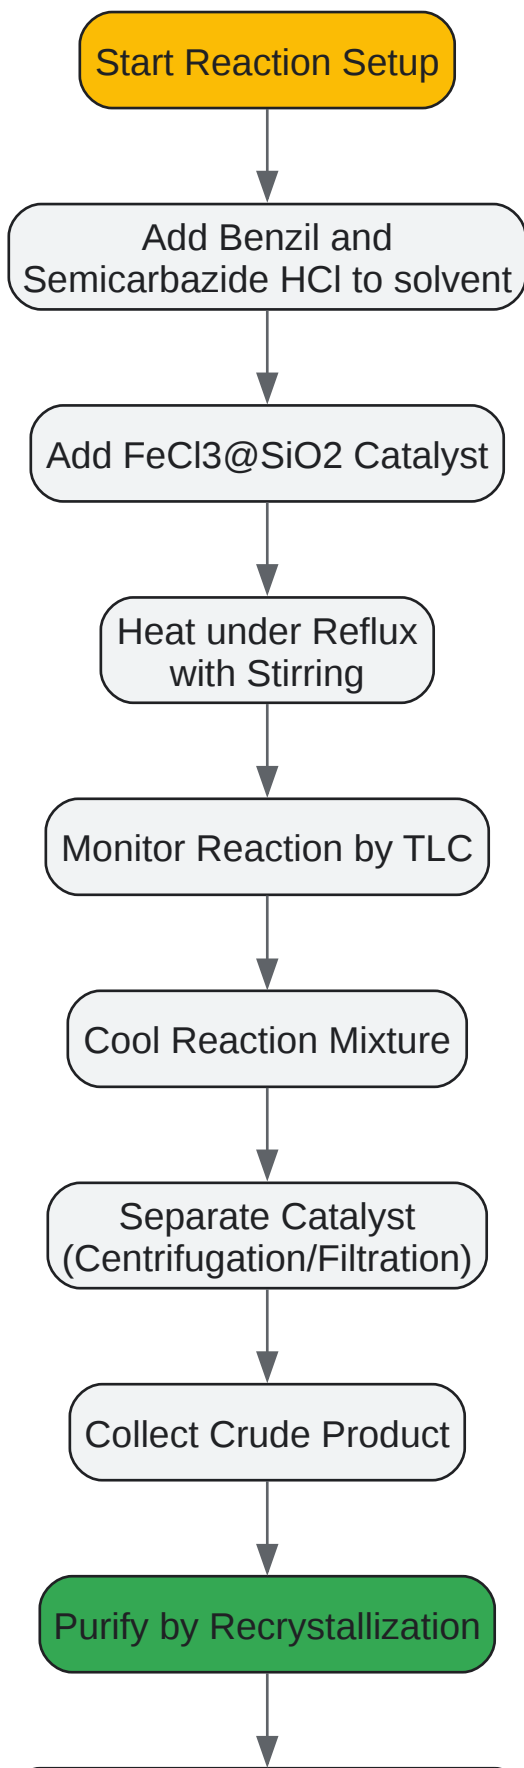 Start Reaction Setup
Add Benzil and
Semicarbazide HCl to solvent
Add FeCl3@SiO2 Catalyst
Heat under Reflux
with Stirring
Monitor Reaction by TLC
Cool Reaction Mixture
Separate Catalyst
(Centrifugation/Filtration)
Collect Crude Product
Purify by Recrystallization